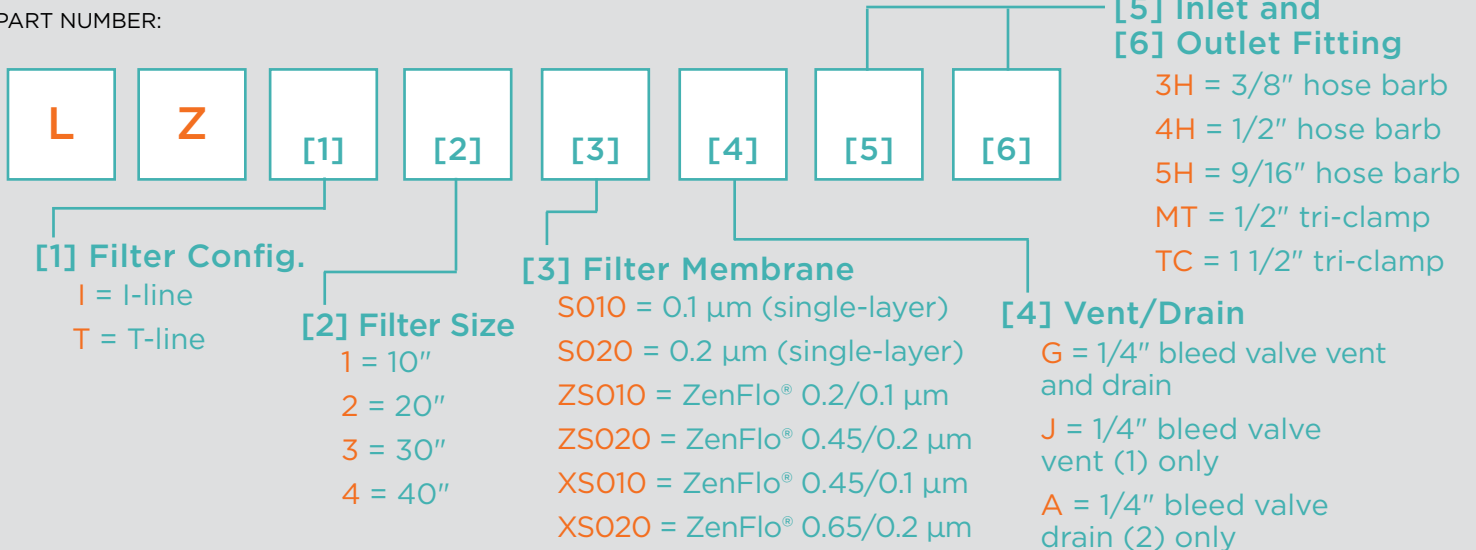 PART NUMBER:
L Z [1] [2] [3] [4] [5] [6]
[1] Filter Config.
I = I-line
T = T-line
[2] Filter Size
1 = 10"
2 = 20"
3 = 30"
4 = 40"
[3] Filter Membrane
S010 = 0.1 µm (single-layer)
S020 = 0.2 µm (single-layer)
ZS010 = ZenFlo® 0.2/0.1 µm
ZS020 = ZenFlo® 0.45/0.2 µm
XS010 = ZenFlo® 0.45/0.1 µm
XS020 = ZenFlo® 0.65/0.2 µm
[4] Vent/Drain
G = 1/4" bleed valve vent
and drain
J = 1/4" bleed valve
vent (1) only
A = 1/4" bleed valve
drain (2) only
[5] Inlet and
[6] Outlet Fitting
3H = 3/8" hose barb
4H = 1/2" hose barb
5H = 9/16" hose barb
MT = 1/2" tri-clamp
TC = 1 1/2" tri-clamp